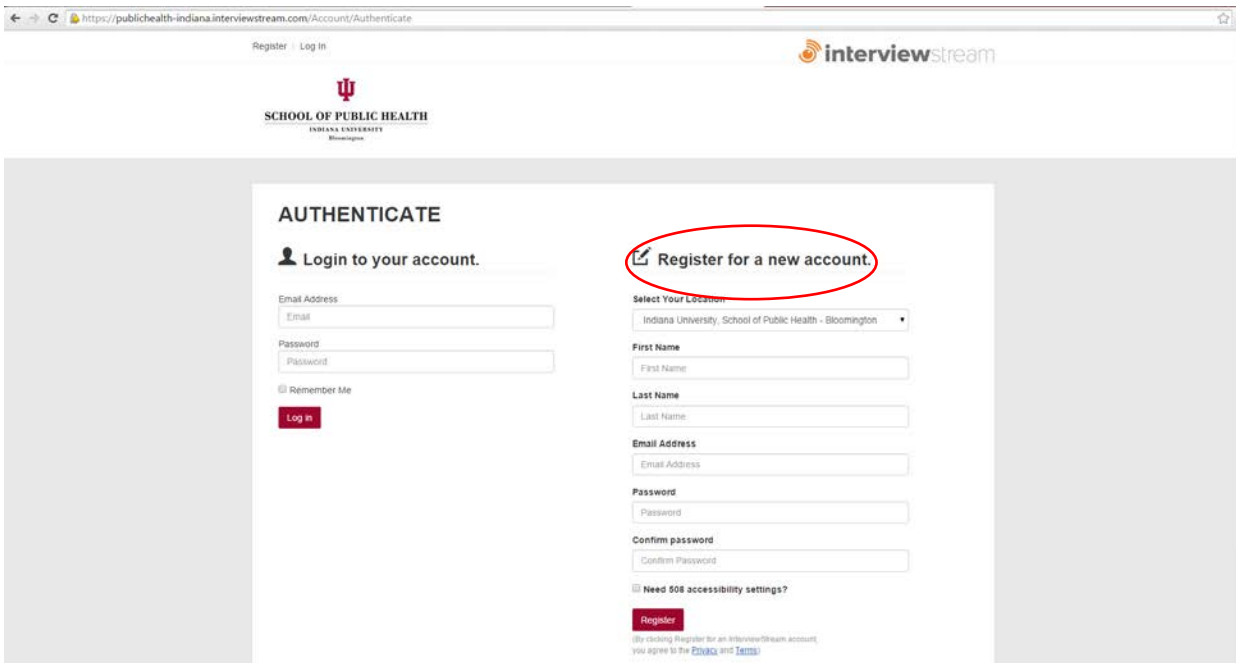 https://publichealth-indiana.interviewstream.com/Account/Authenticate
Register | Log In
interviewstream
SCHOOL OF PUBLIC HEALTH
INDIANA UNIVERSITY
Bloomington
AUTHENTICATE
Login to your account.
Email Address
Email
Password
Password
Remember Me
Log in
Register for a new account.
Select Your Location
Indiana University, School of Public Health - Bloomington
First Name
First Name
Last Name
Last Name
Email Address
Email Address
Password
Password
Confirm password
Confirm Password
Need 508 accessibility settings?
Register
(By clicking Register for an InterviewStream account,
you agree to the Privacy and Terms)